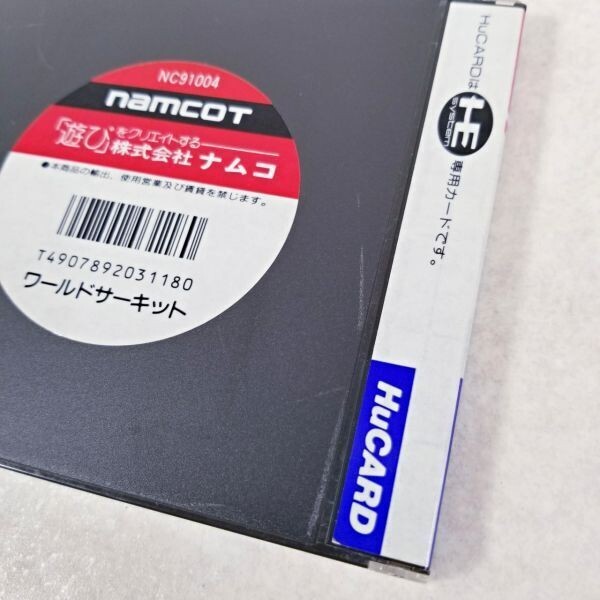 NC91004
namcot
「遊び」をクリエイトする
株式会社 ナムコ
●本商品の輸出、使用営業及び賃貸を禁じます。
T4907892031180
ワールドサーキット
HuCARDは
HE
SYSTEM
専用カードです。
HuCARD